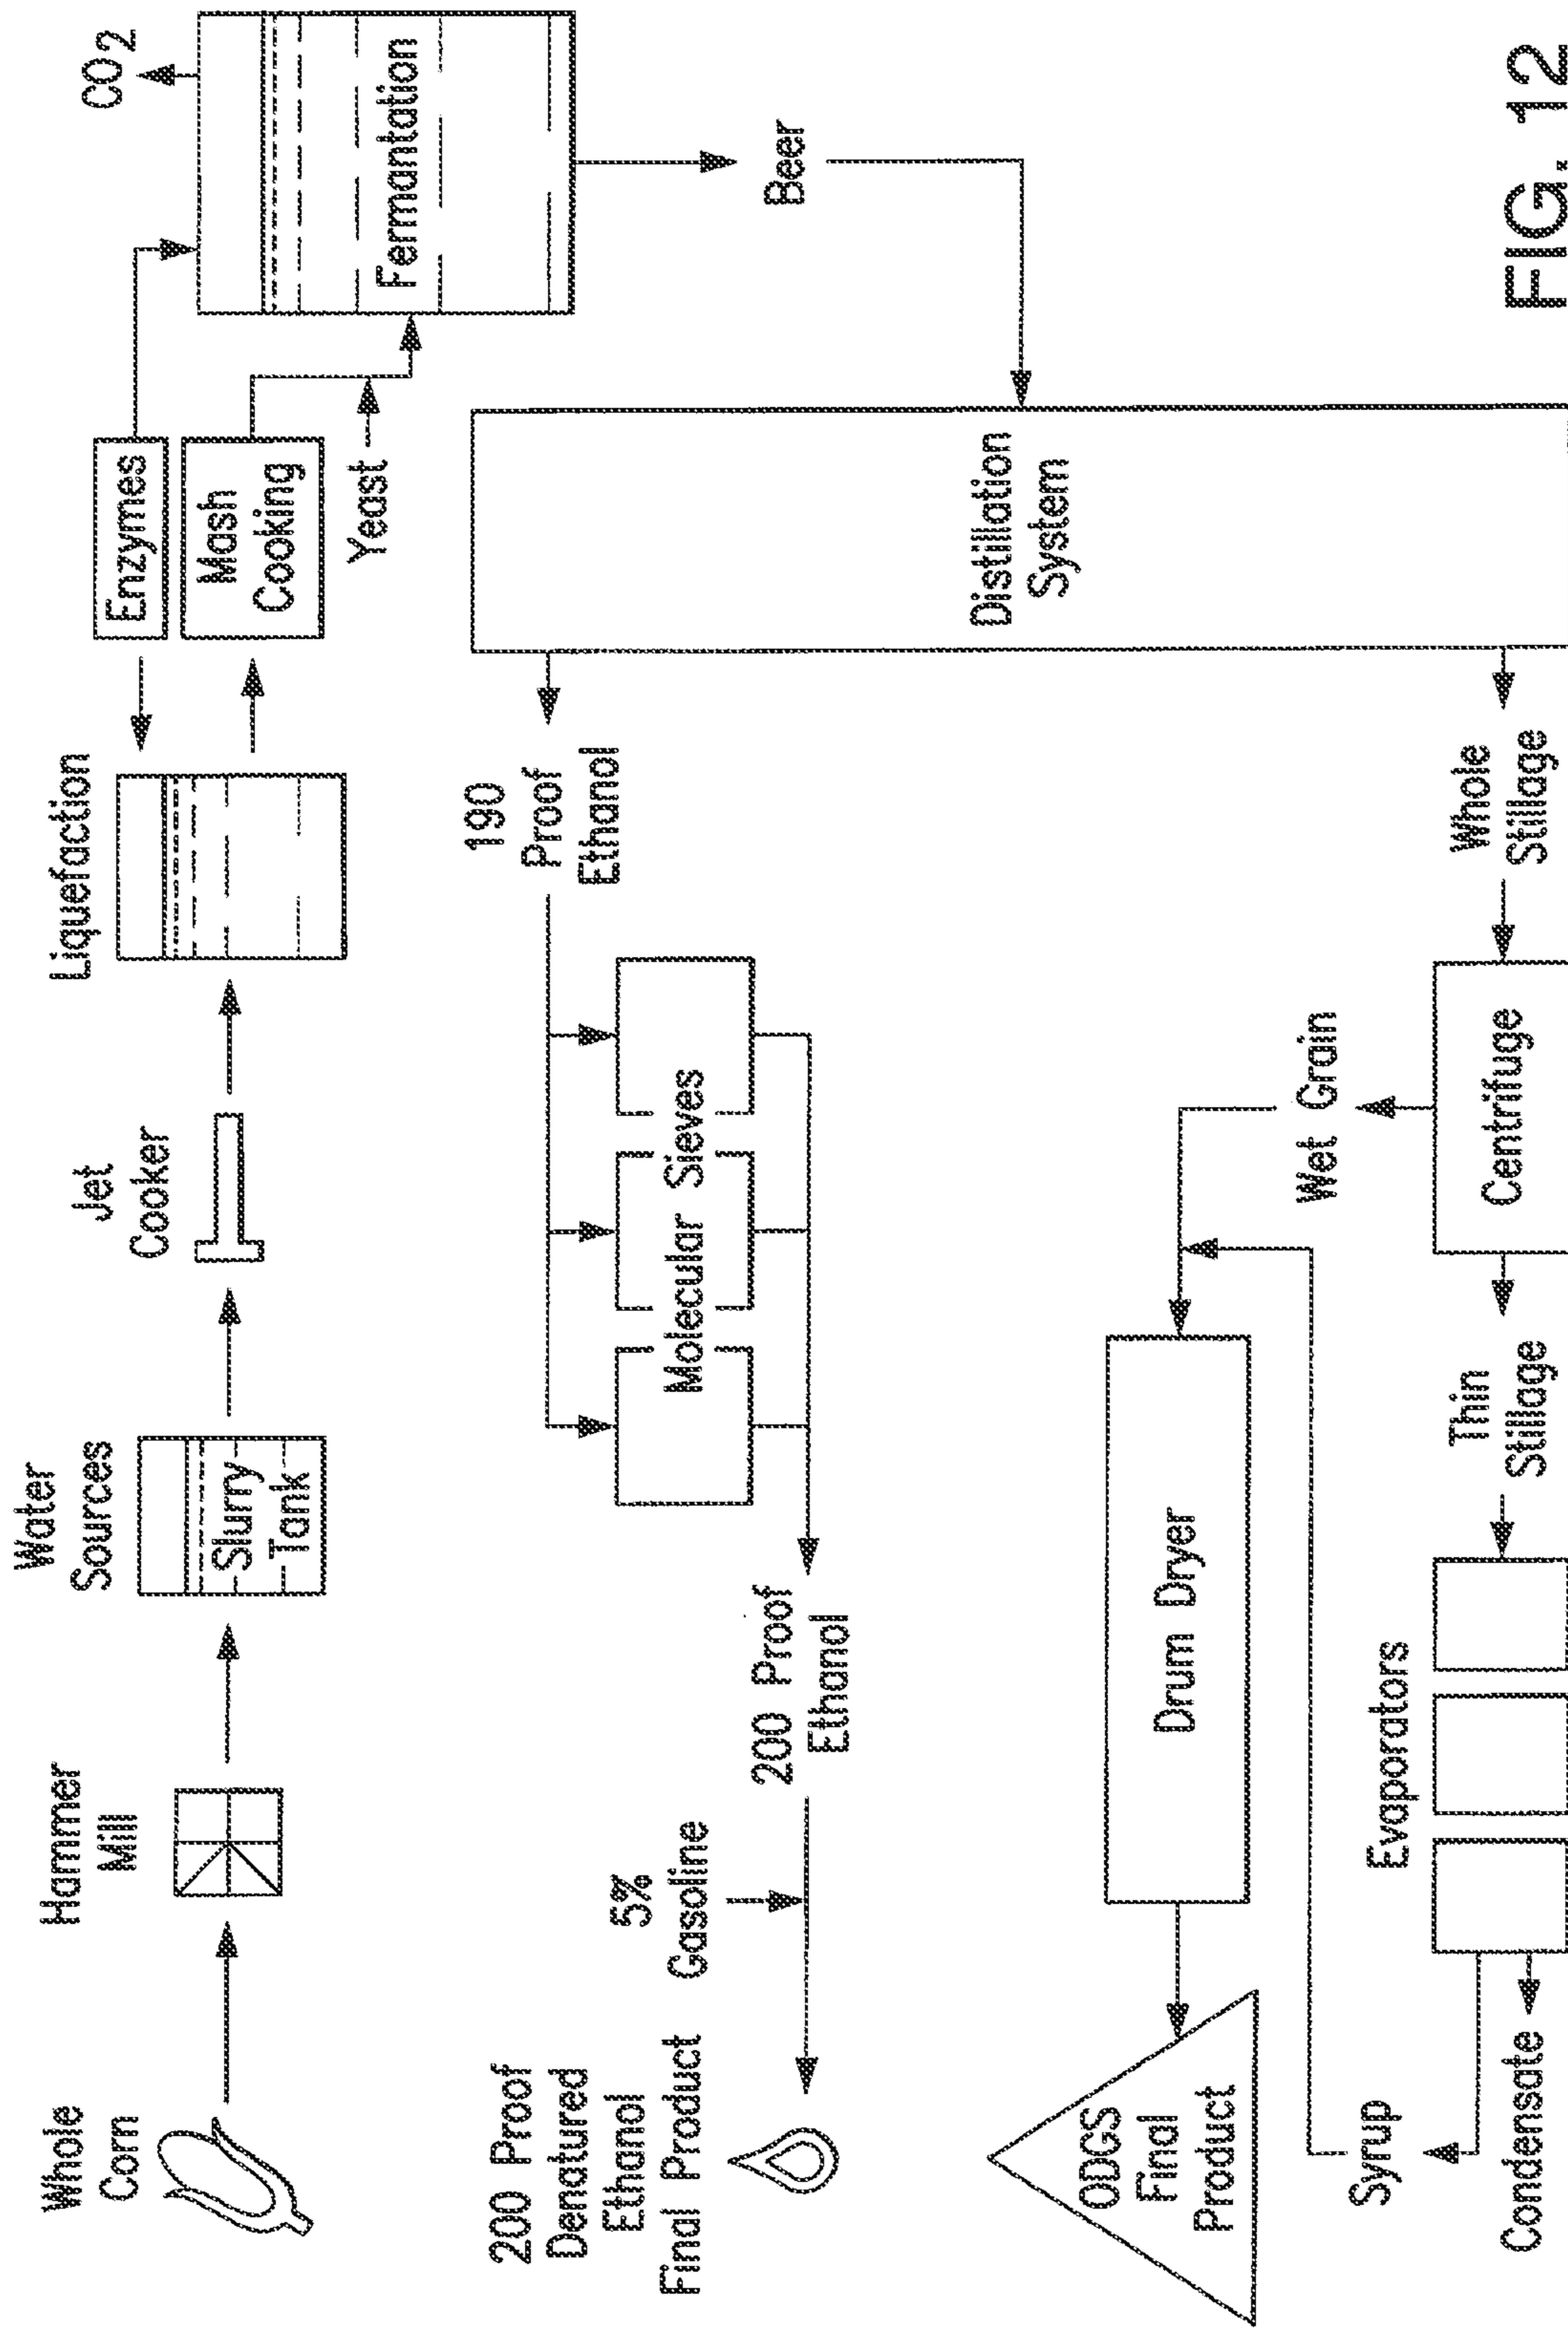 Whole
Corn
Hammer
Mill
Water
Sources
Slurry
Tank
Jet
Cooker
Liquefaction
Enzymes
Mash
Cooking
Yeast
CO2
Fermantation
Beer
Distillation
System
190
Proof
Ethanol
Molecular Sieves
200 Proof
Ethanol
5%
Gasoline
200 Proof
Denatured
Ethanol
Final Product
Whole
Stillage
Centrifuge
Wet Grain
Thin
Stillage
Evaporators
Syrup
Condensate
Drum Dryer
ODGS
Final
Product
FIG. 12